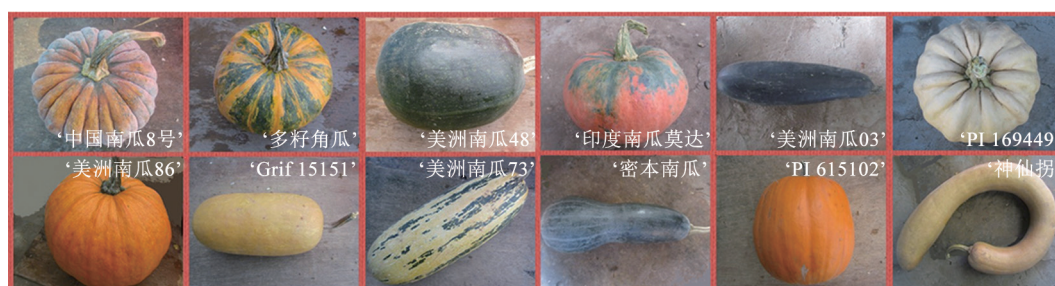 ‘中国南瓜8号’
‘多籽角瓜’
‘美洲南瓜48’
‘印度南瓜莫达’
‘美洲南瓜03’
‘PI 169449
‘美洲南瓜86’
‘Grif 15151’
‘美洲南瓜73’
‘密本南瓜’
‘PI 615102’
‘神仙拐